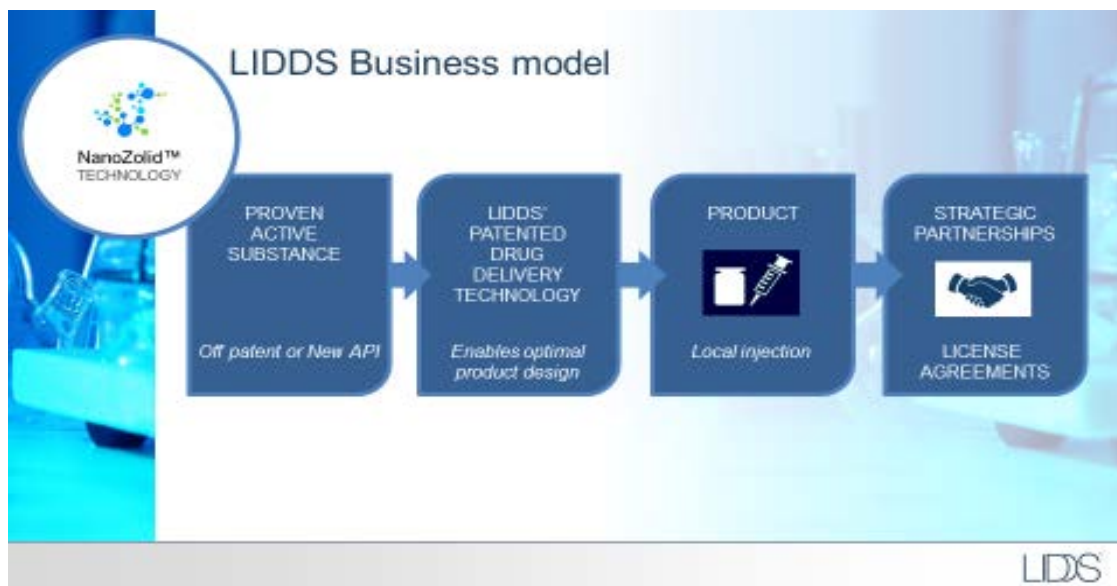 LIDDS Business model
NanoZolid™
TECHNOLOGY
PROVEN
ACTIVE
SUBSTANCE
Off patent or New API
LIDDS'
PATENTED
DRUG
DELIVERY
TECHNOLOGY
Enables optimal
product design
PRODUCT
Local injection
STRATEGIC
PARTNERSHIPS
LICENSE
AGREEMENTS
LIDDS